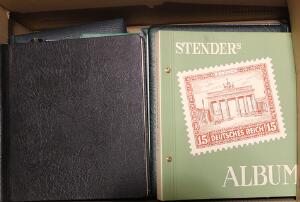 STENDERS
15 DEUTSCHES REICH 15
ALBUM